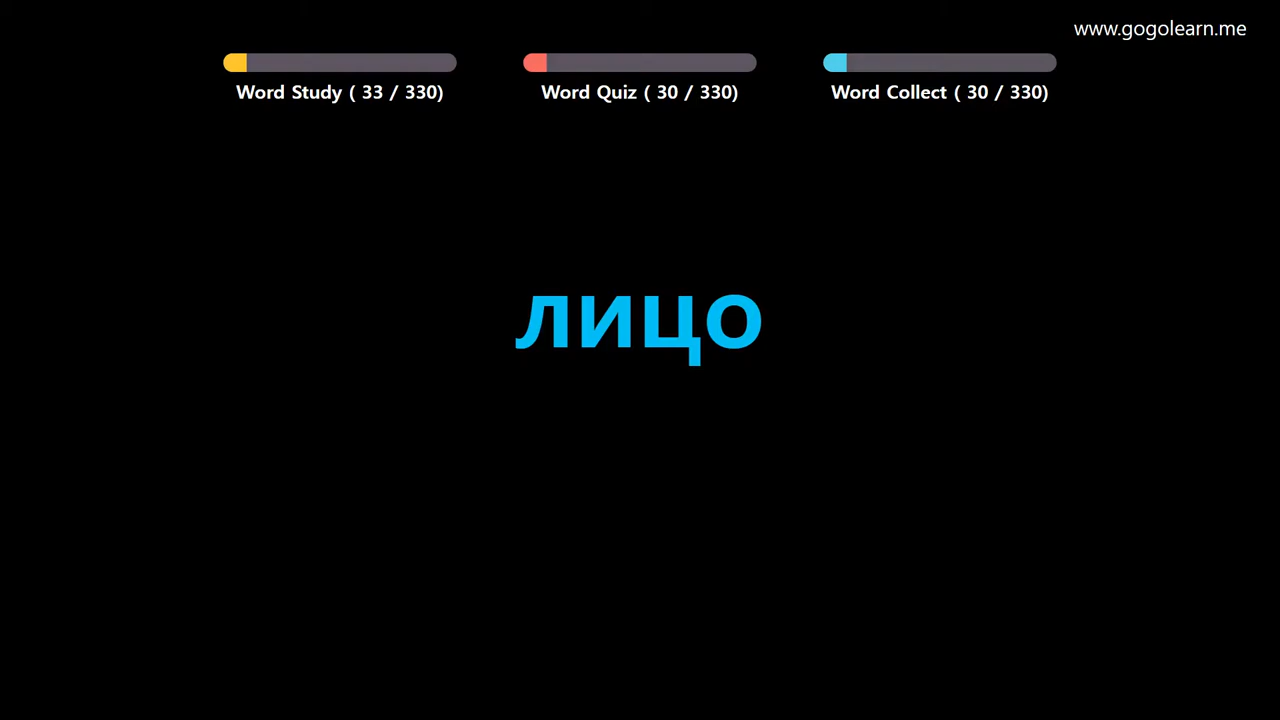 www.gogolearn.me
Word Study ( 33 / 330)
Word Quiz ( 30 / 330)
Word Collect ( 30 / 330)
лицо